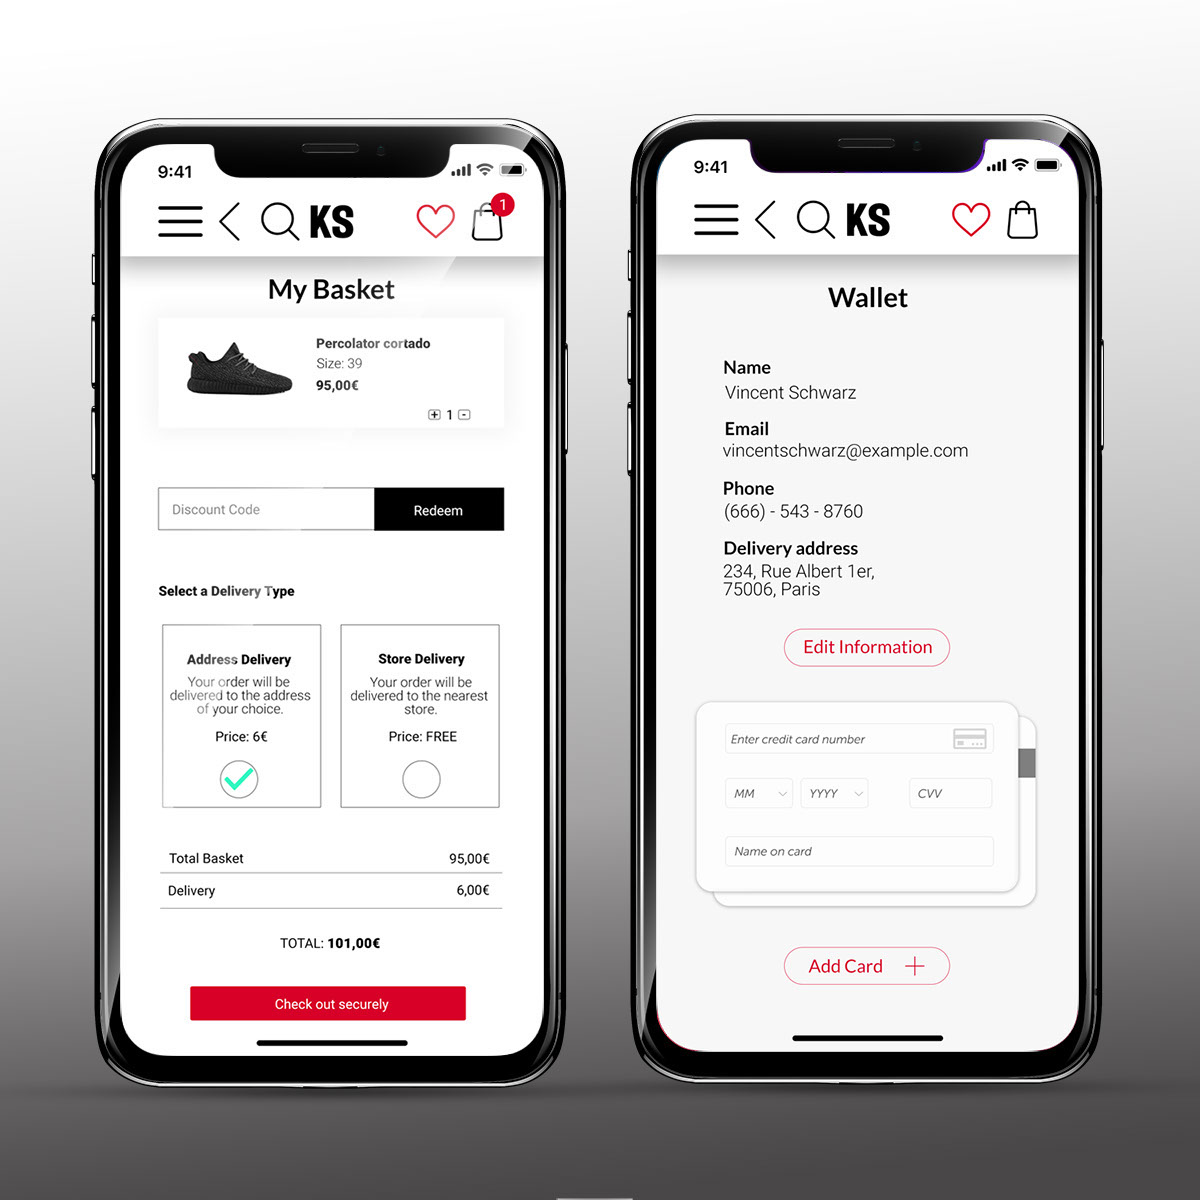 9:41
KS
1
My Basket
Percolator cortado
Size: 39
95,00€
+ 1 -
Discount Code
Redeem
Select a Delivery Type
Address Delivery
Your order will be
delivered to the address
of your choice.
Price: 6€
Store Delivery
Your order will be
delivered to the nearest
store.
Price: FREE
Total Basket 95,00€
Delivery 6,00€
TOTAL: 101,00€
Check out securely
9:41
KS
Wallet
Name
Vincent Schwarz
Email
vincentschwarz@example.com
Phone
(666) - 543 - 8760
Delivery address
234, Rue Albert 1er,
75006, Paris
Edit Information
Enter credit card number
MM YYYY CVV
Name on card
Add Card +